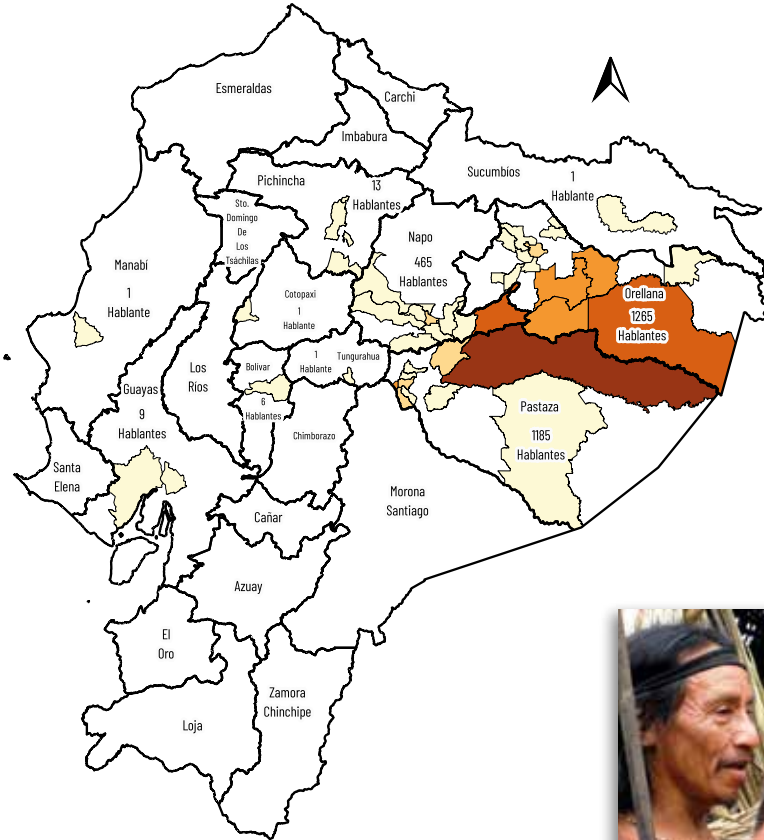 Esmeraldas
Carchi
Imbabura
Pichincha
13
Hablantes
Sucumbíos
1
Hablante
Sto.
Domingo
De
Los
Tsáchilas
Napo
465
Hablantes
Manabí
1
Hablante
Cotopaxi
1
Hablante
Orellana
1265
Hablantes
Los
Ríos
Bolívar
6
Hablantes
1
Hablante
Tungurahua
Guayas
9
Hablantes
Chimborazo
Pastaza
1185
Hablantes
Santa
Elena
Morona
Santiago
Cañar
Azuay
El
Oro
Zamora
Chinchipe
Loja